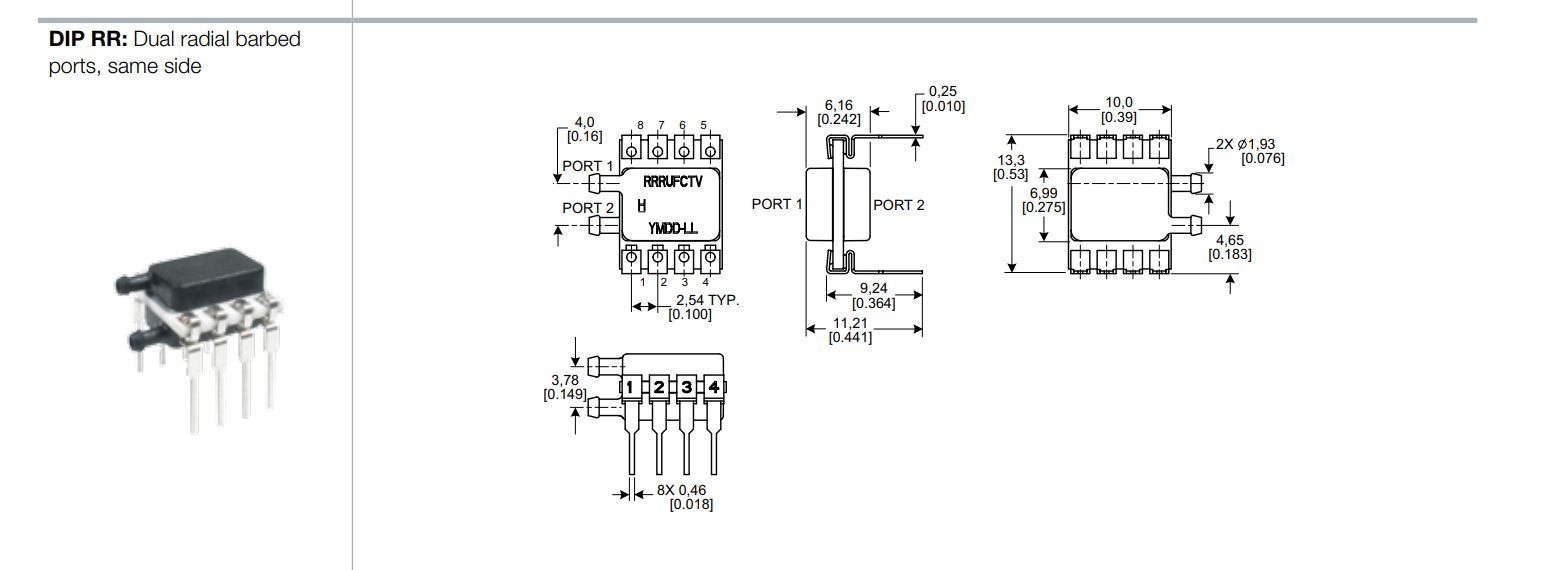 DIP RR: Dual radial barbed
ports, same side
4,0
[0.16]
8 7 6 5
PORT 1
PORT 2
RRRUFCTV
H
YMDD-LL
1 2 3 4
2,54 TYP.
[0.100]
6,16
[0.242]
0,25
[0.010]
PORT 1
PORT 2
9,24
[0.364]
11,21
[0.441]
10,0
[0.39]
2X Ø1,93
[0.076]
13,3
[0.53]
6,99
[0.275]
4,65
[0.183]
3,78
[0.149]
1 2 3 4
8X 0,46
[0.018]